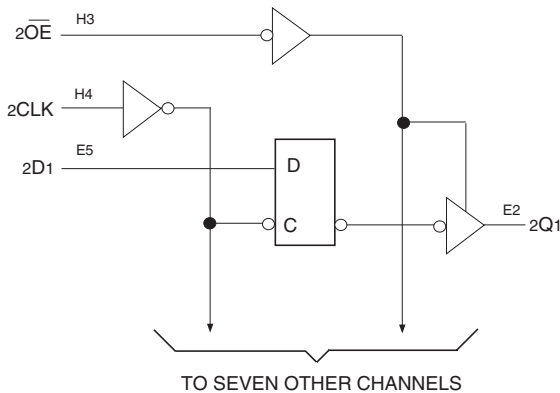 2OE H3
2CLK H4
2D1 E5
D
C
E2 2Q1
TO SEVEN OTHER CHANNELS